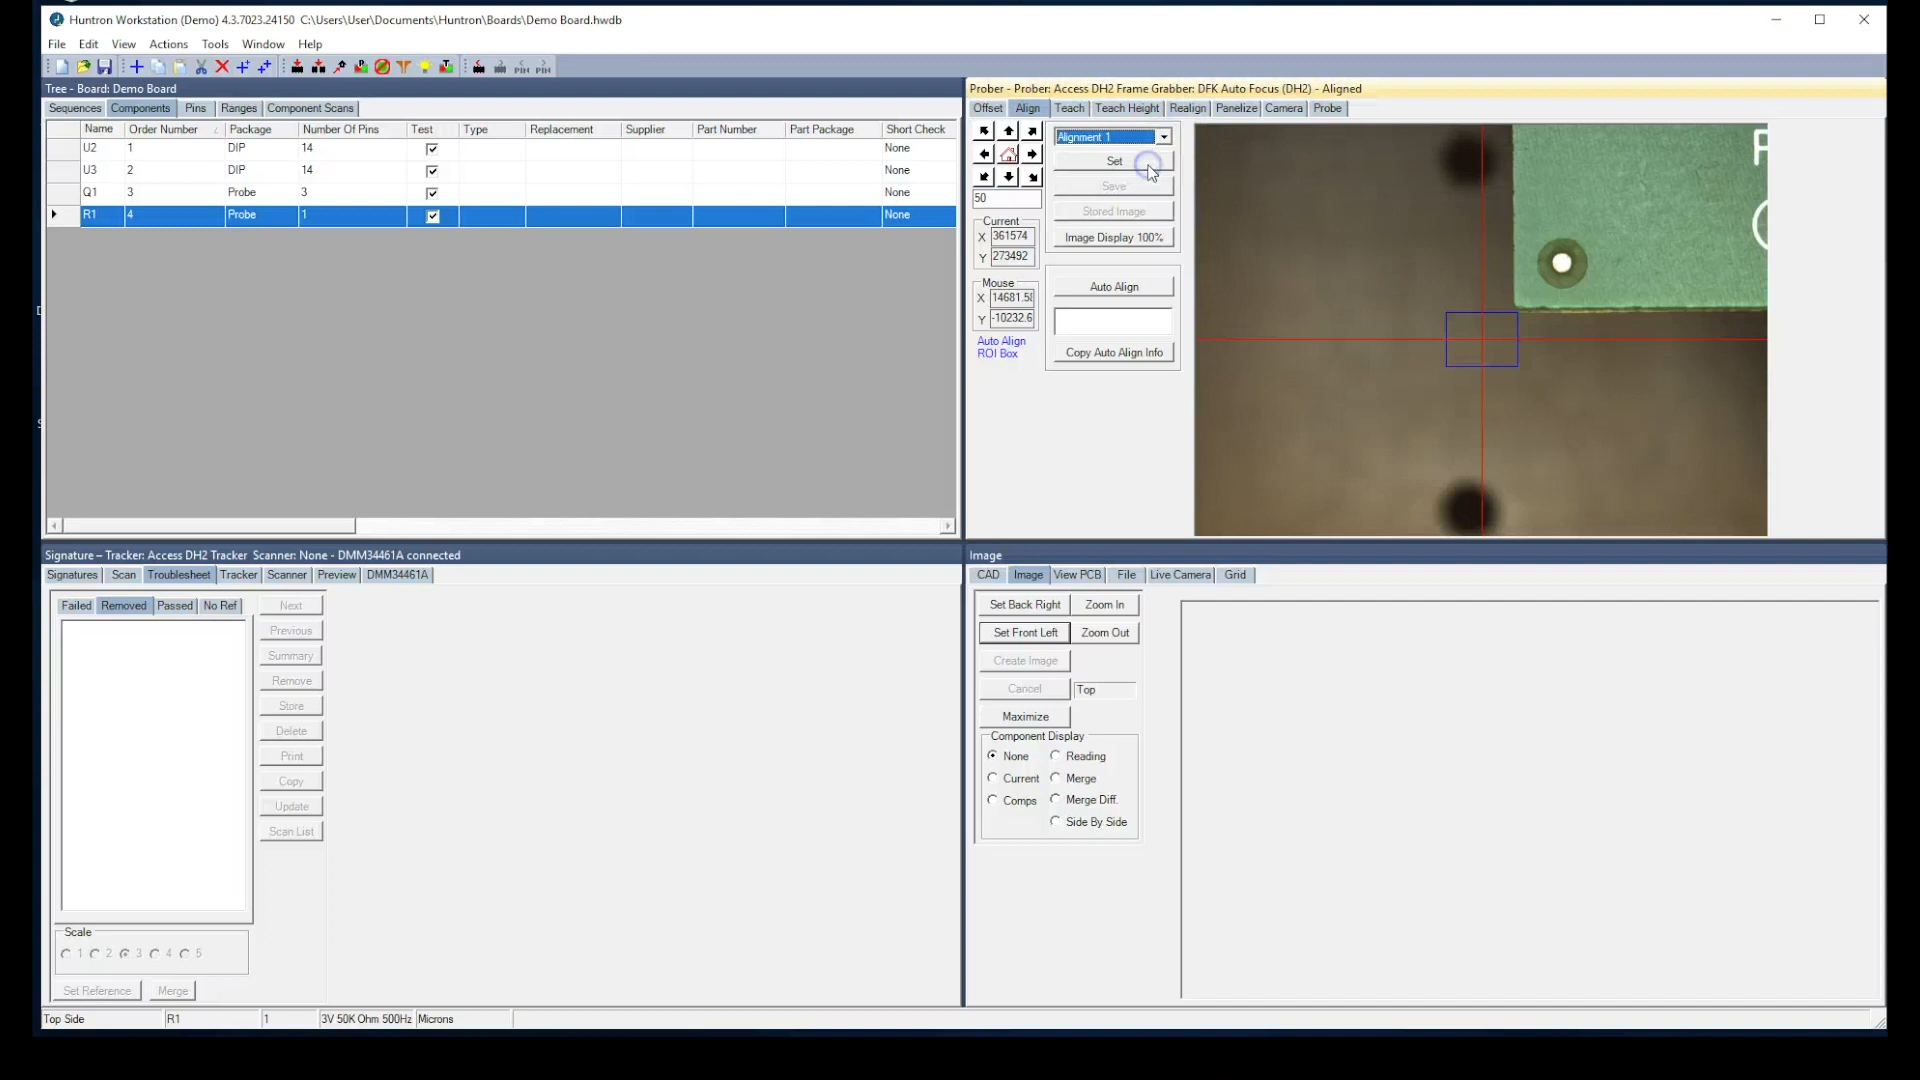 Huntron Workstation (Demo) 4.3.7023.24150  C:\Users\User\Documents\Huntron\Boards\Demo Board.hwdb
File Edit View Actions Tools Window Help
Tree - Board: Demo Board
Sequences Components Pins Ranges Component Scans
Name Order Number Package Number Of Pins Test Type Replacement Supplier Part Number Part Package Short Check
U2 1 DIP 14 None
U3 2 DIP 14 None
Q1 3 Probe 3 None
R1 4 Probe 1 None
Prober - Prober: Access DH2 Frame Grabber: DFK Auto Focus (DH2) - Aligned
Offset Align Teach Teach Height Realign Panelize Camera Probe
Alignment 1
Set
Save
50
Stored Image
Current
X 361574
Image Display 100%
Y 273492
Mouse
Auto Align
X 14681.58
Y -10232.6
Auto Align
ROI Box
Copy Auto Align Info
Signature – Tracker: Access DH2 Tracker  Scanner: None - DMM34461A connected
Signatures Scan Troublesheet Tracker Scanner Preview DMM34461A
Failed Removed Passed No Ref
Next
Previous
Summary
Remove
Store
Delete
Print
Copy
Update
Scan List
Scale
1 2 3 4 5
Set Reference Merge
Image
CAD Image View PCB File Live Camera Grid
Set Back Right Zoom In
Set Front Left Zoom Out
Create Image
Cancel Top
Maximize
Component Display
None Reading
Current Merge
Comps Merge Diff.
Side By Side
Top Side R1 1 3V 50K Ohm 500Hz Microns